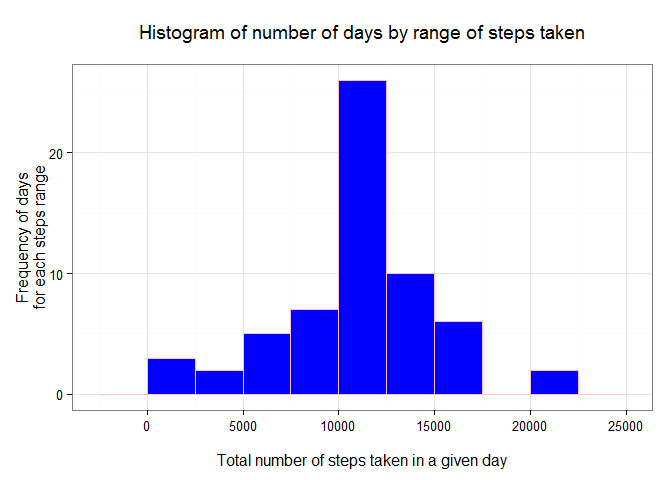 Histogram of number of days by range of steps taken
Frequency of days
for each steps range
20
10
0
0 5000 10000 15000 20000 25000
Total number of steps taken in a given day